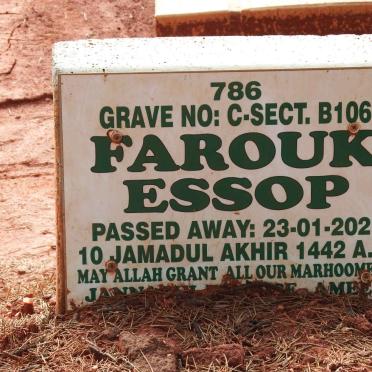 786
GRAVE NO: C-SECT. B106
FAROUK
ESSOP
PASSED AWAY: 23-01-202
10 JAMADUL AKHIR 1442 A.
MAY ALLAH GRANT ALL OUR MARHOOME